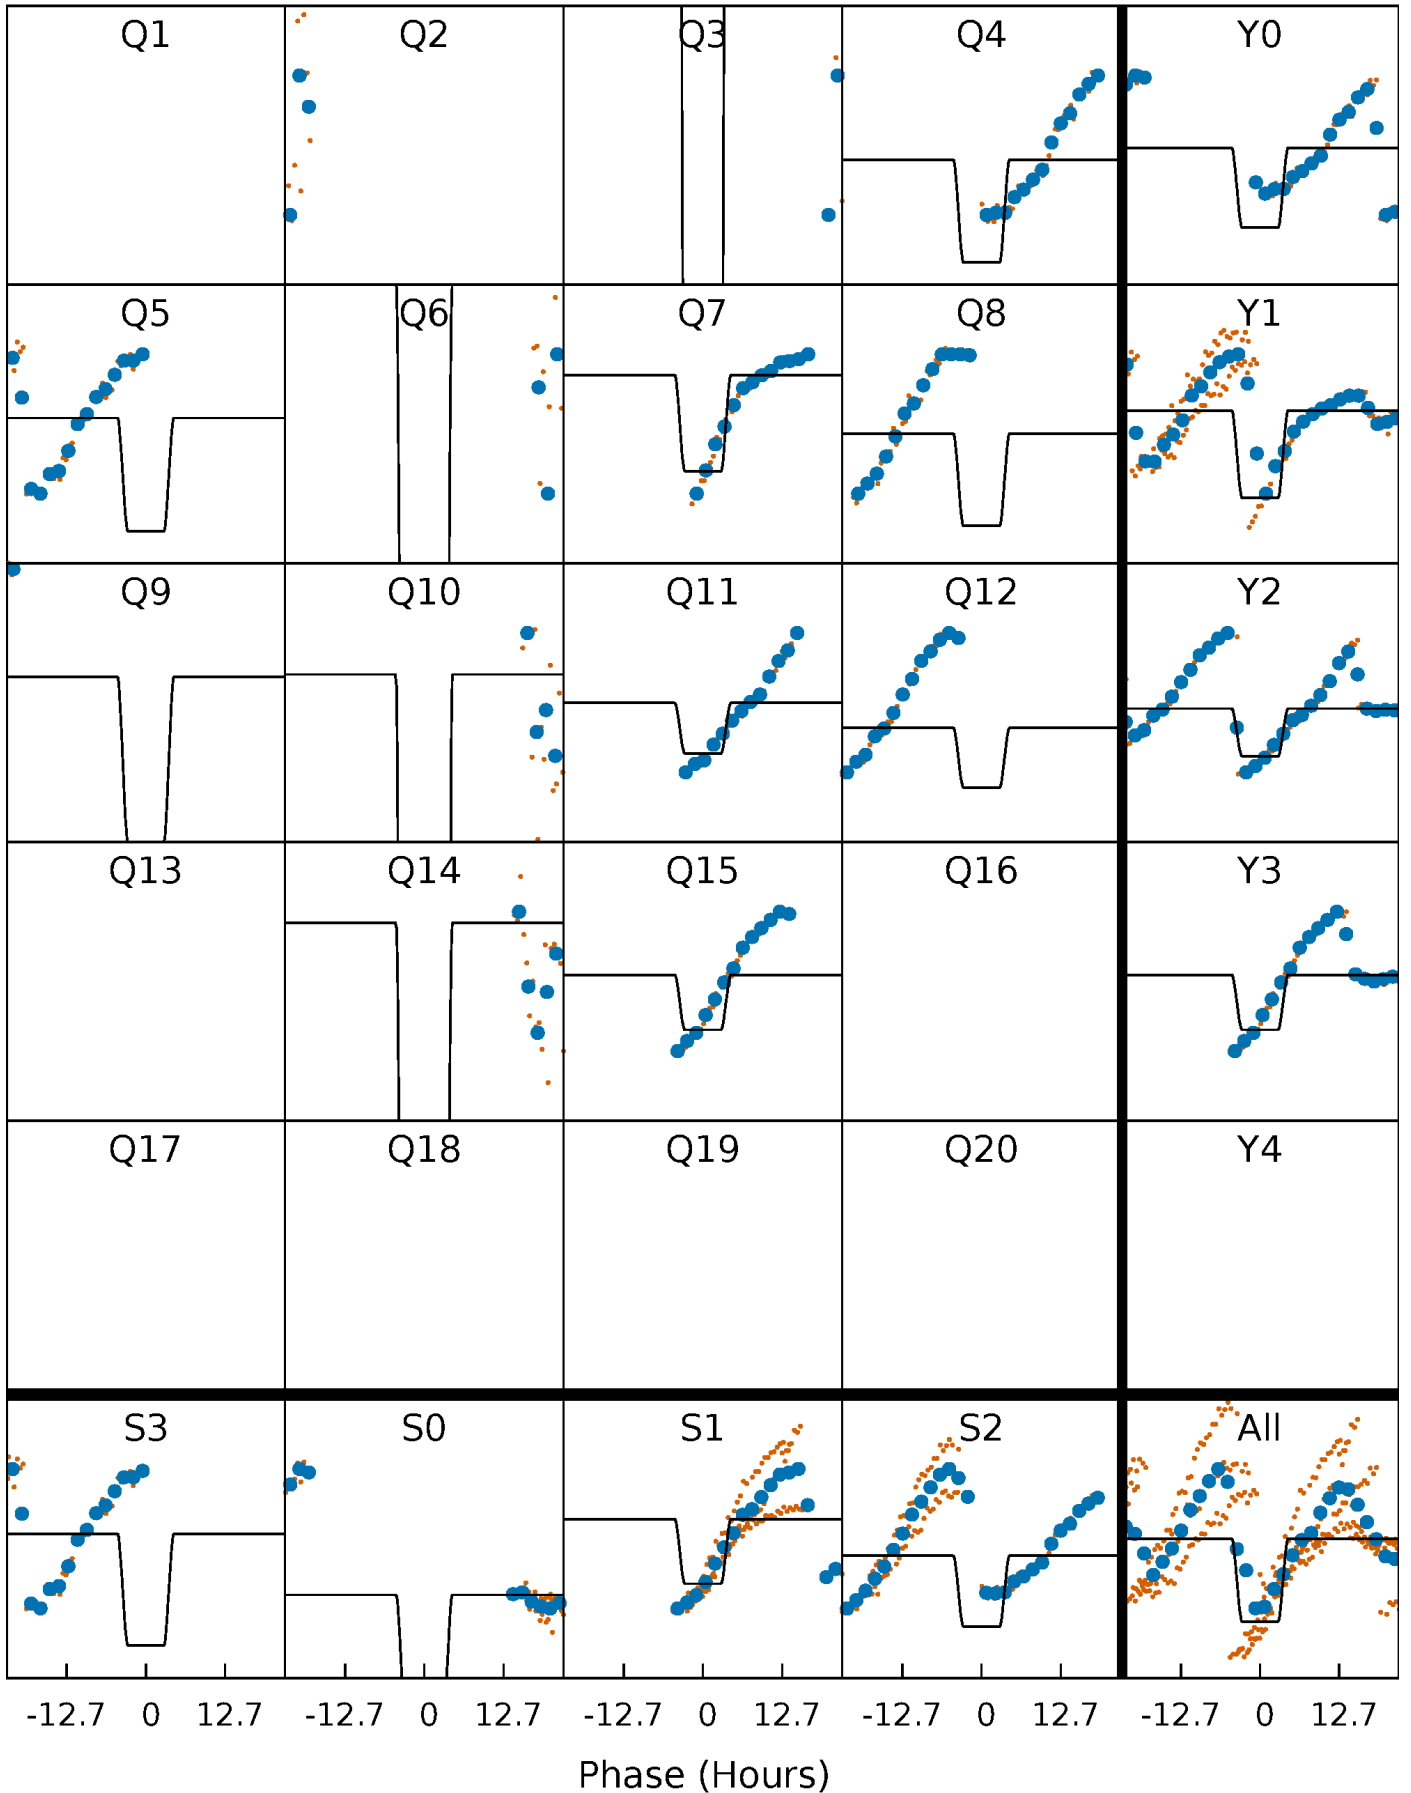 Q1 Q2 Q3 Q4 Y0
Q5 Q6 Q7 Q8 Y1
Q9 Q10 Q11 Q12 Y2
Q13 Q14 Q15 Q16 Y3
Q17 Q18 Q19 Q20 Y4
S3 S0 S1 S2 All
-12.7 0 12.7 -12.7 0 12.7 -12.7 0 12.7 -12.7 0 12.7 -12.7 0 12.7
Phase (Hours)